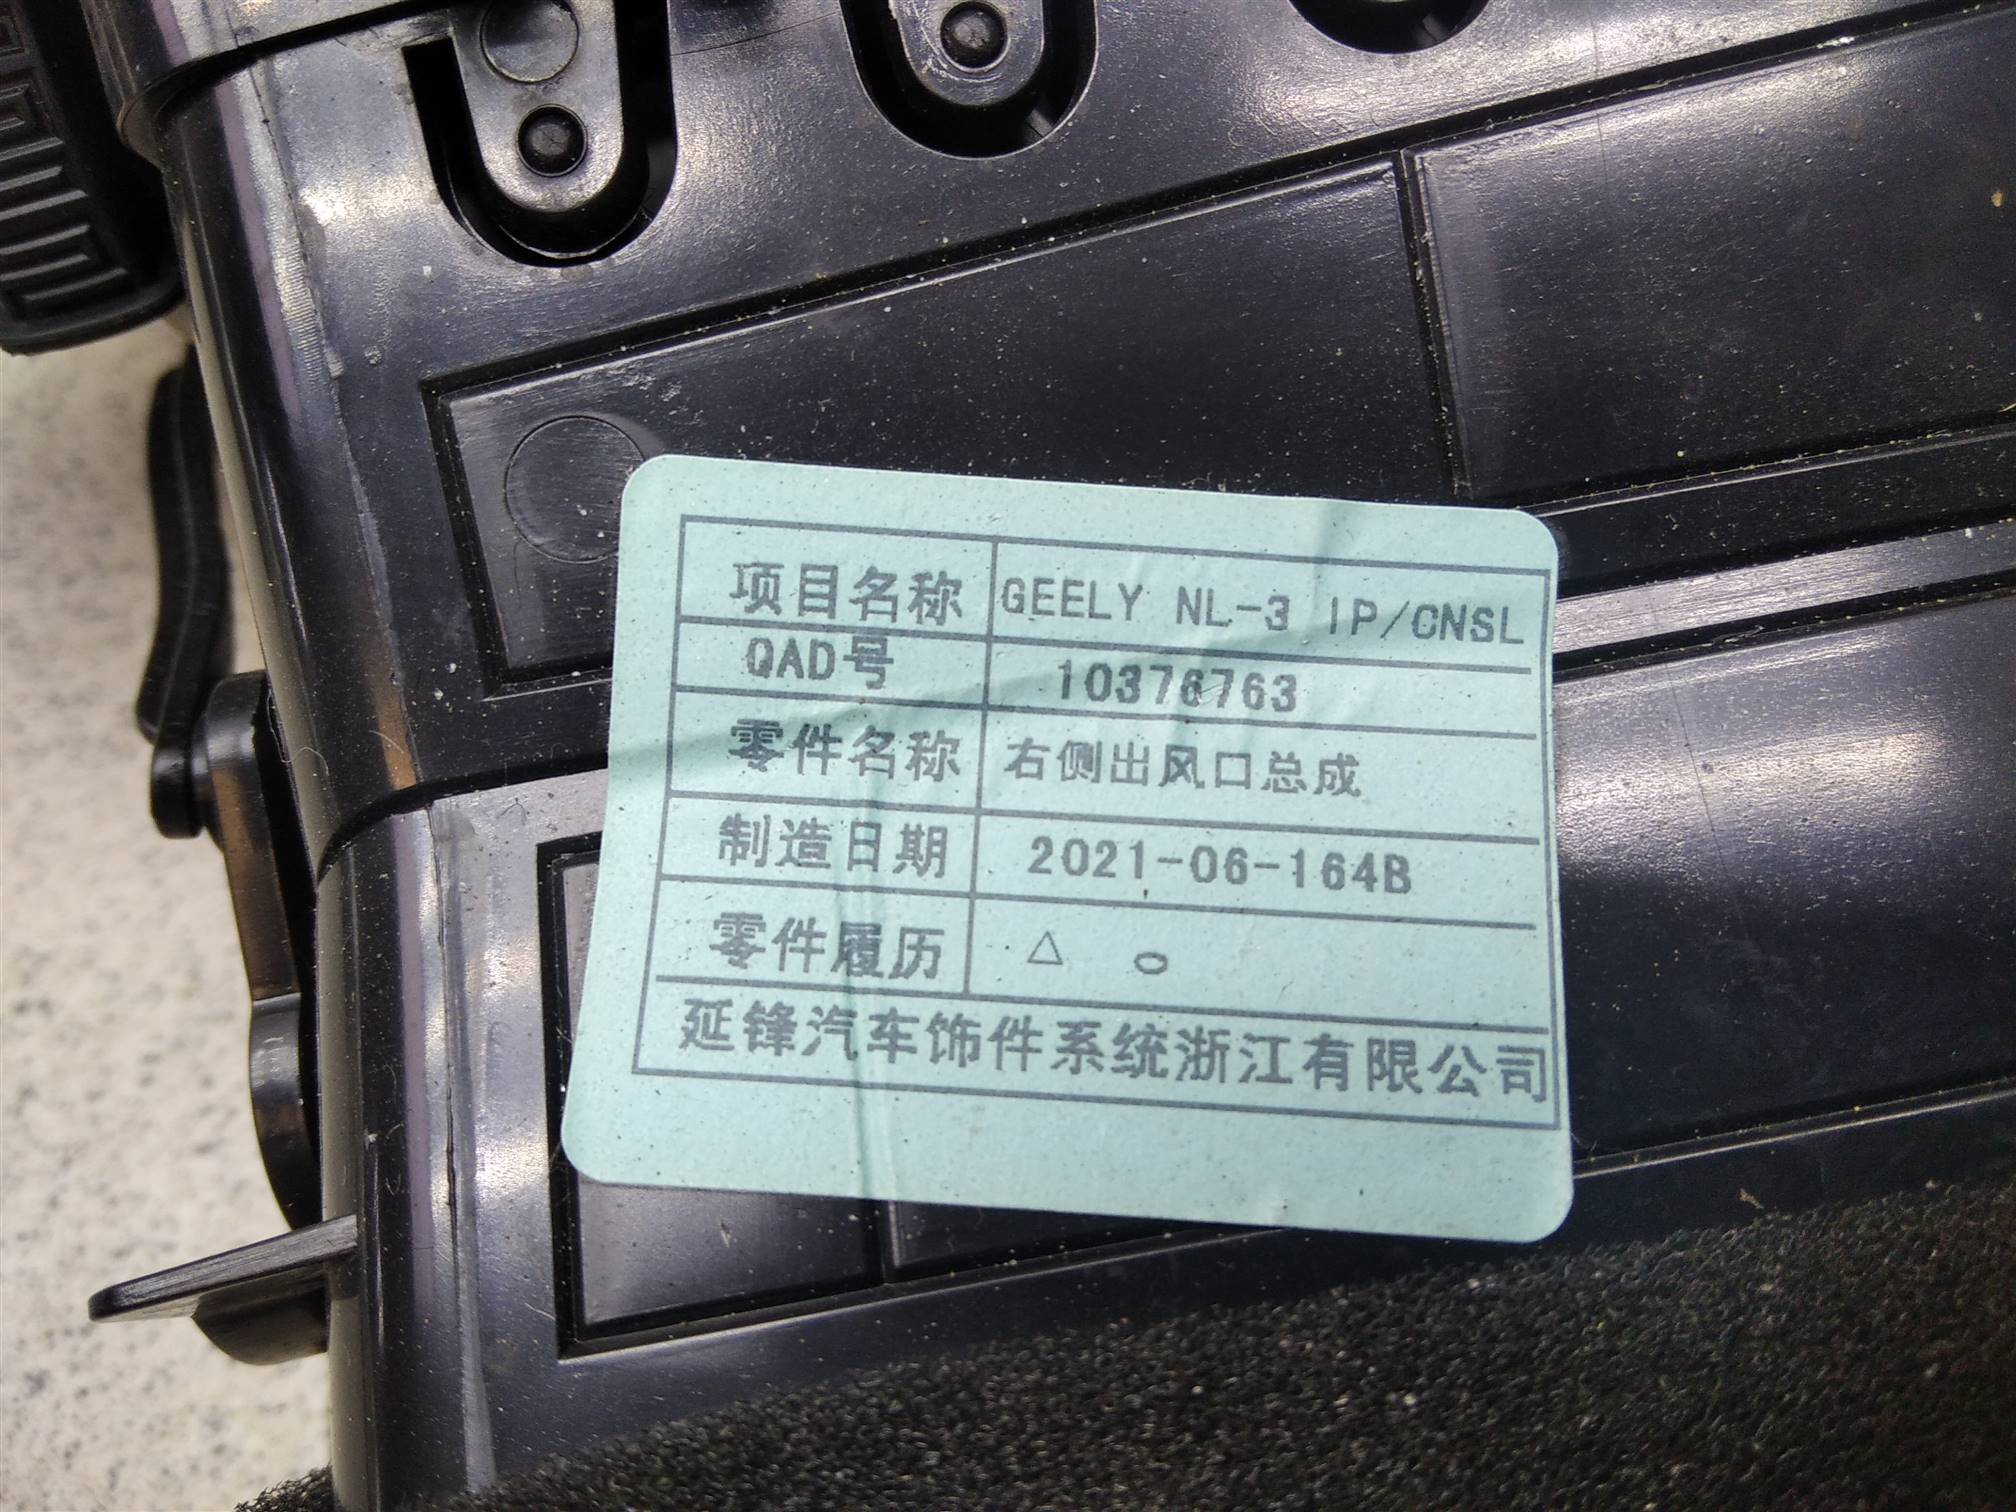 项目名称 GEELY NL-3 IP/CNSL
QAD号 10376763
零件名称 右侧出风口总成
制造日期 2021-06-164B
零件履历 △ ○
延锋汽车饰件系统浙江有限公司